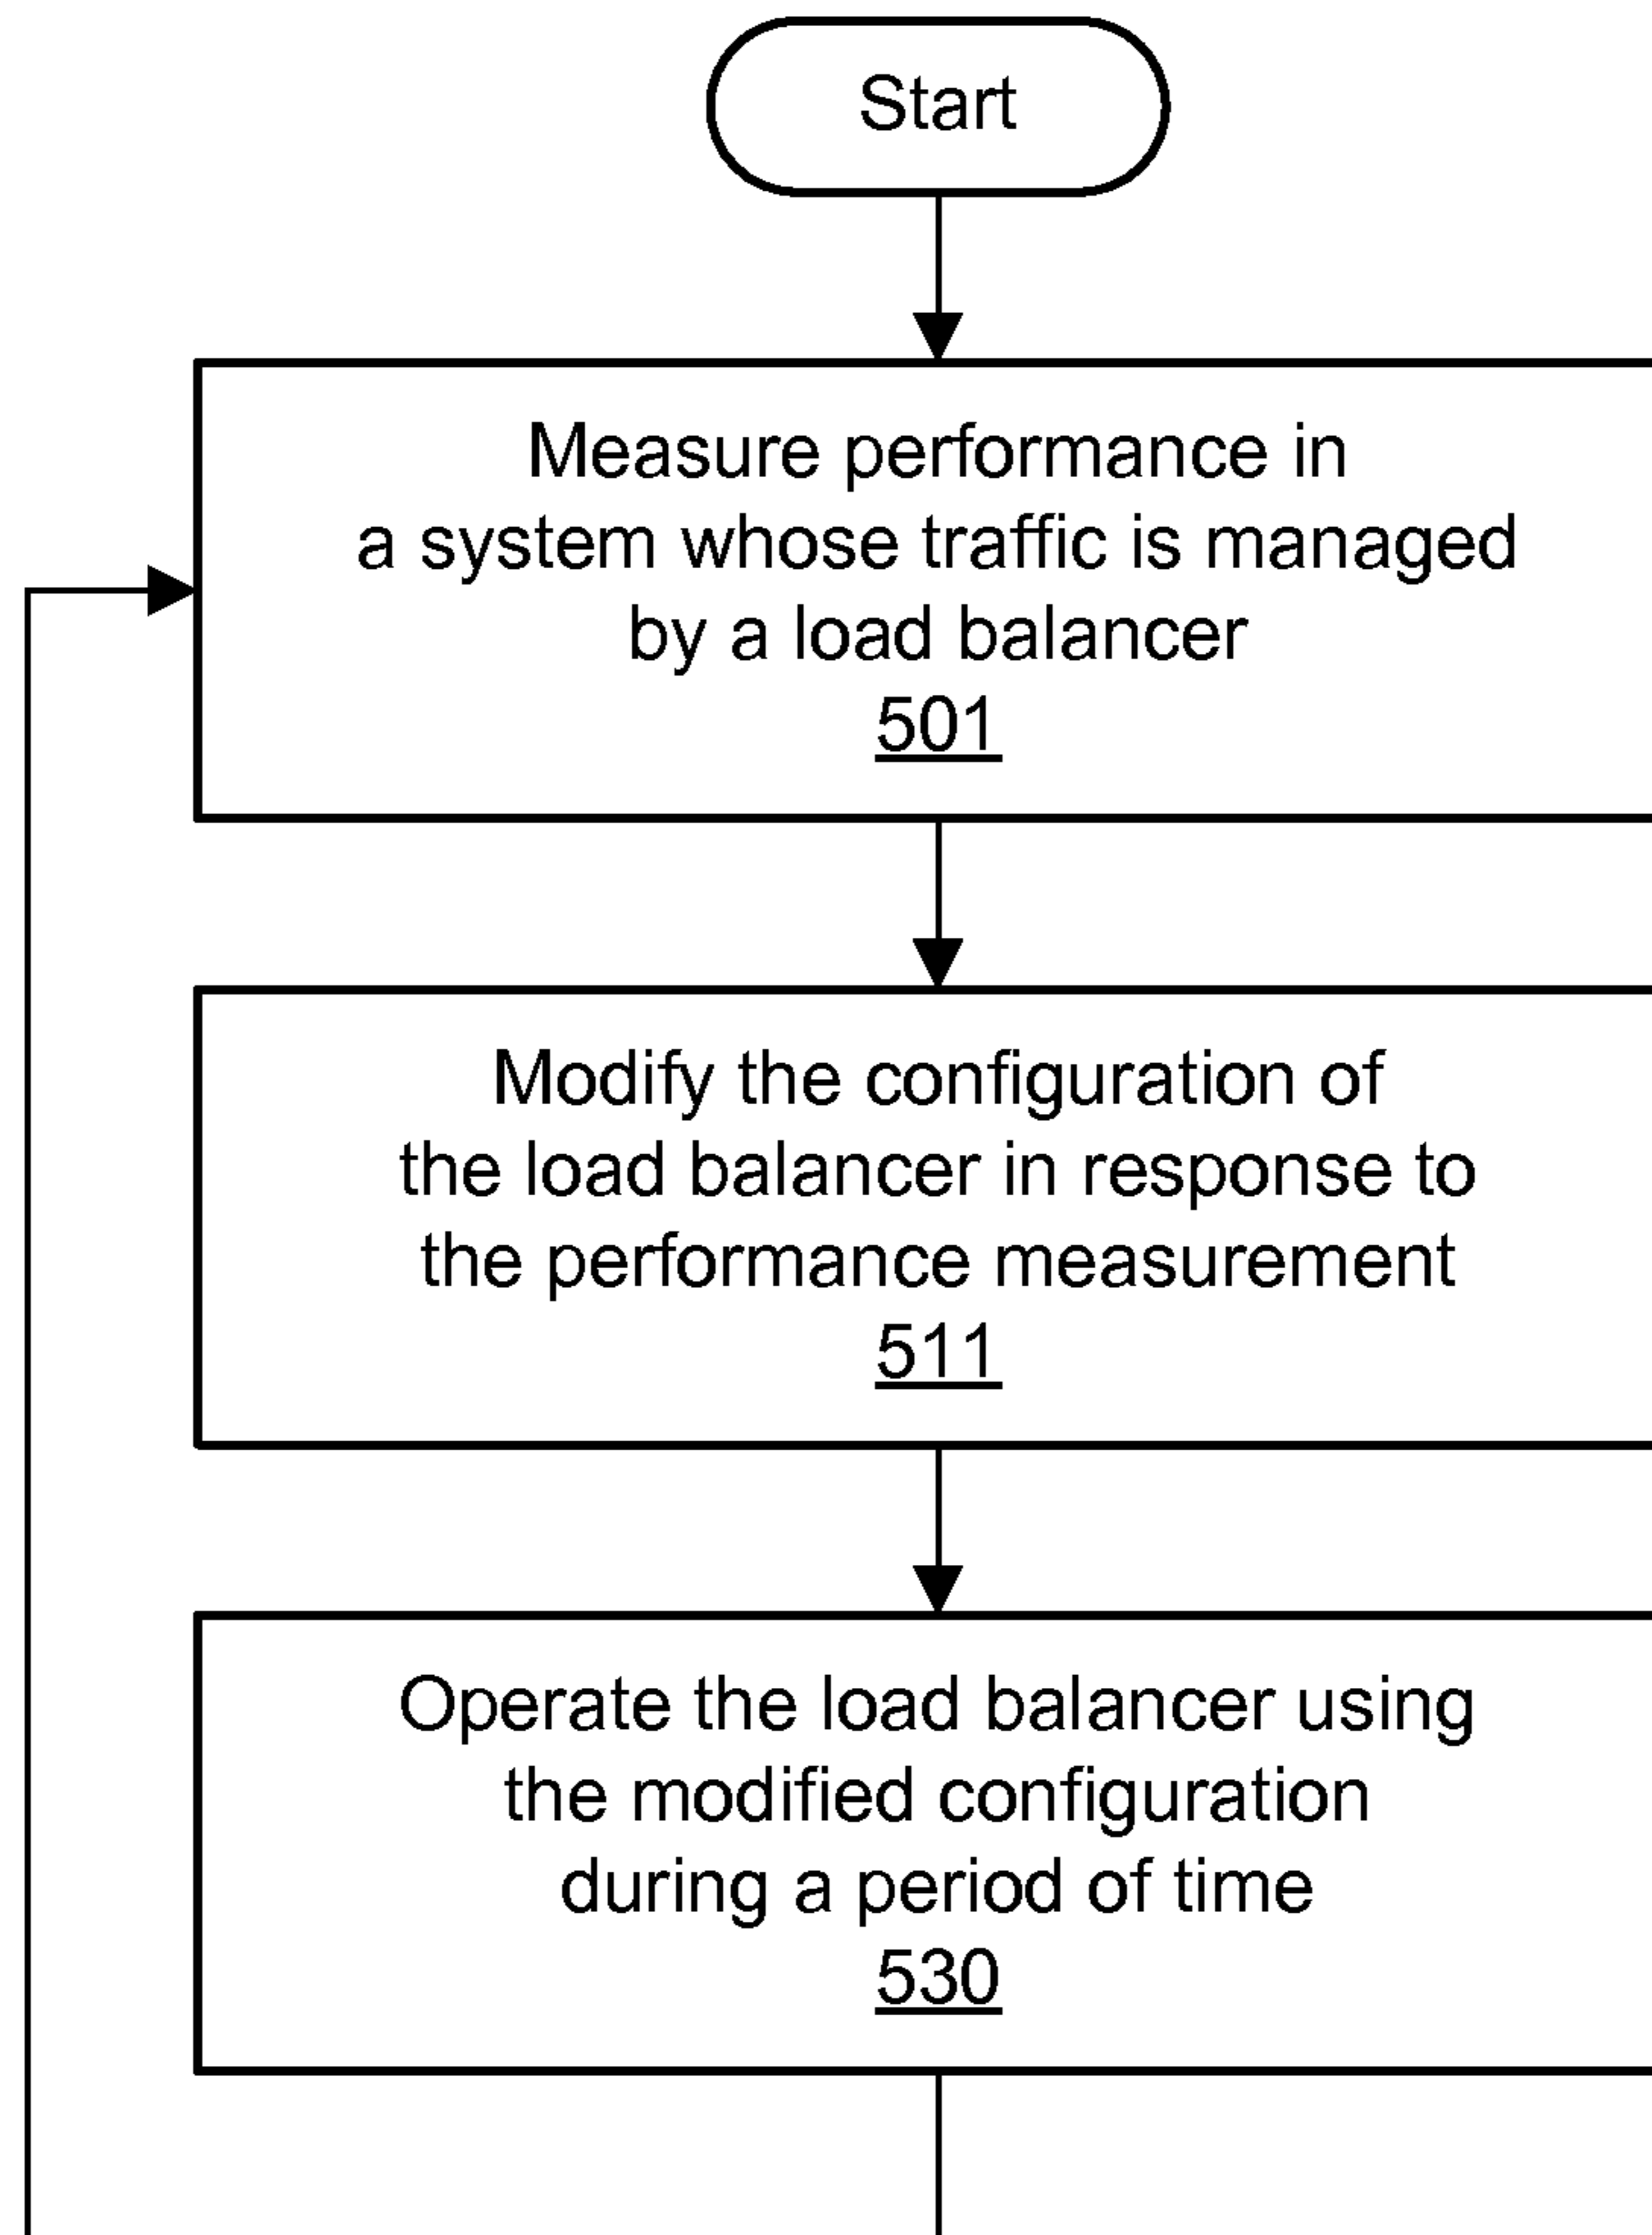 Start
Measure performance in
a system whose traffic is managed
by a load balancer
501
Modify the configuration of
the load balancer in response to
the performance measurement
511
Operate the load balancer using
the modified configuration
during a period of time
530